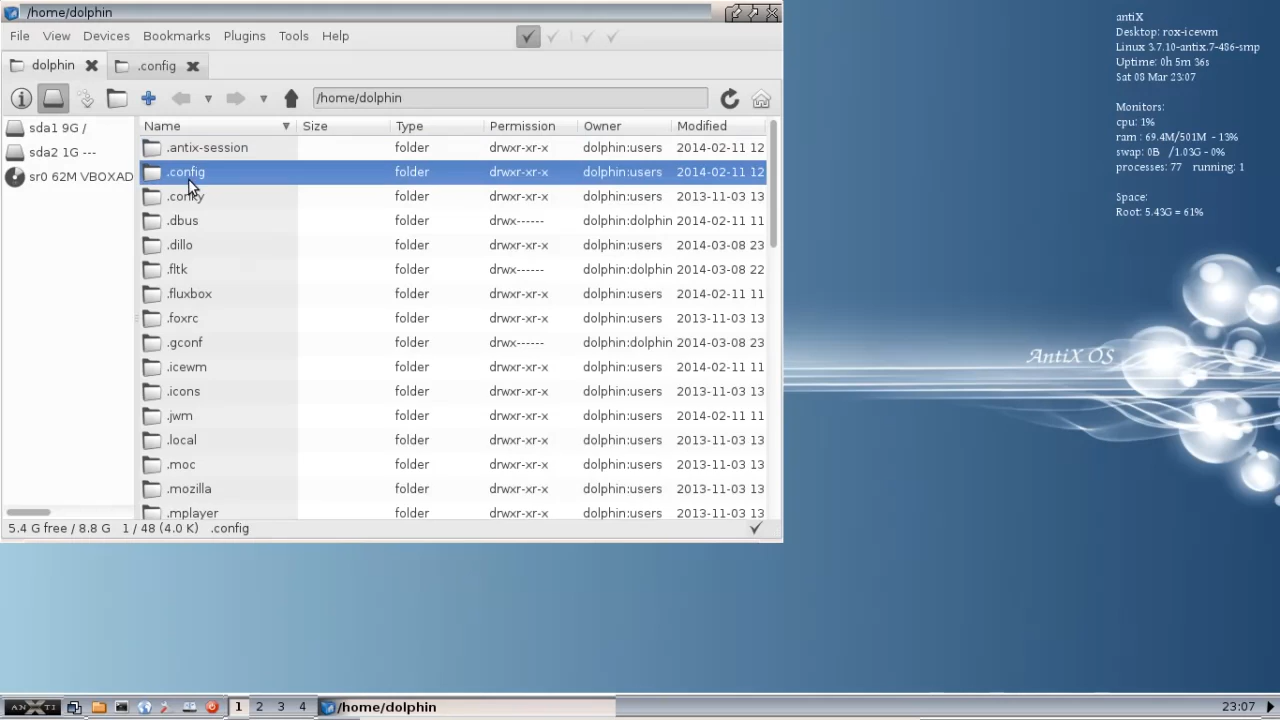 /home/dolphin
File View Devices Bookmarks Plugins Tools Help
dolphin .config
/home/dolphin
Name Size Type Permission Owner Modified
sda1 9G /
sda2 1G ---
sr0 62M VBOXAD
.antix-session folder drwxr-xr-x dolphin:users 2014-02-11 12
.config folder drwxr-xr-x dolphin:users 2014-02-11 12
.conky folder drwxr-xr-x dolphin:users 2013-11-03 13
.dbus folder drwx------ dolphin:dolphin 2014-02-11 11
.dillo folder drwxr-xr-x dolphin:users 2014-03-08 23
.fltk folder drwx------ dolphin:dolphin 2014-03-08 22
.fluxbox folder drwxr-xr-x dolphin:users 2014-02-11 11
.foxrc folder drwxr-xr-x dolphin:users 2013-11-03 13
.gconf folder drwx------ dolphin:dolphin 2014-03-08 23
.icewm folder drwxr-xr-x dolphin:users 2014-02-11 11
.icons folder drwxr-xr-x dolphin:users 2013-11-03 13
.jwm folder drwxr-xr-x dolphin:users 2014-02-11 11
.local folder drwxr-xr-x dolphin:users 2013-11-03 13
.moc folder drwxr-xr-x dolphin:users 2013-11-03 13
.mozilla folder drwxr-xr-x dolphin:users 2013-11-03 13
.mplayer folder drwxr-xr-x dolphin:users 2013-11-03 13
5.4 G free / 8.8 G 1 / 48 (4.0 K) .config
antiX
Desktop: rox-icewm
Linux 3.7.10-antix.7-486-smp
Uptime: 0h 5m 36s
Sat 08 Mar 23:07
Monitors:
cpu: 1%
ram : 69.4M/501M - 13%
swap: 0B /1.03G - 0%
processes: 77 running: 1
Space:
Root: 5.43G = 61%
AntiX OS
ANTIX 1 2 3 4 /home/dolphin 23:07